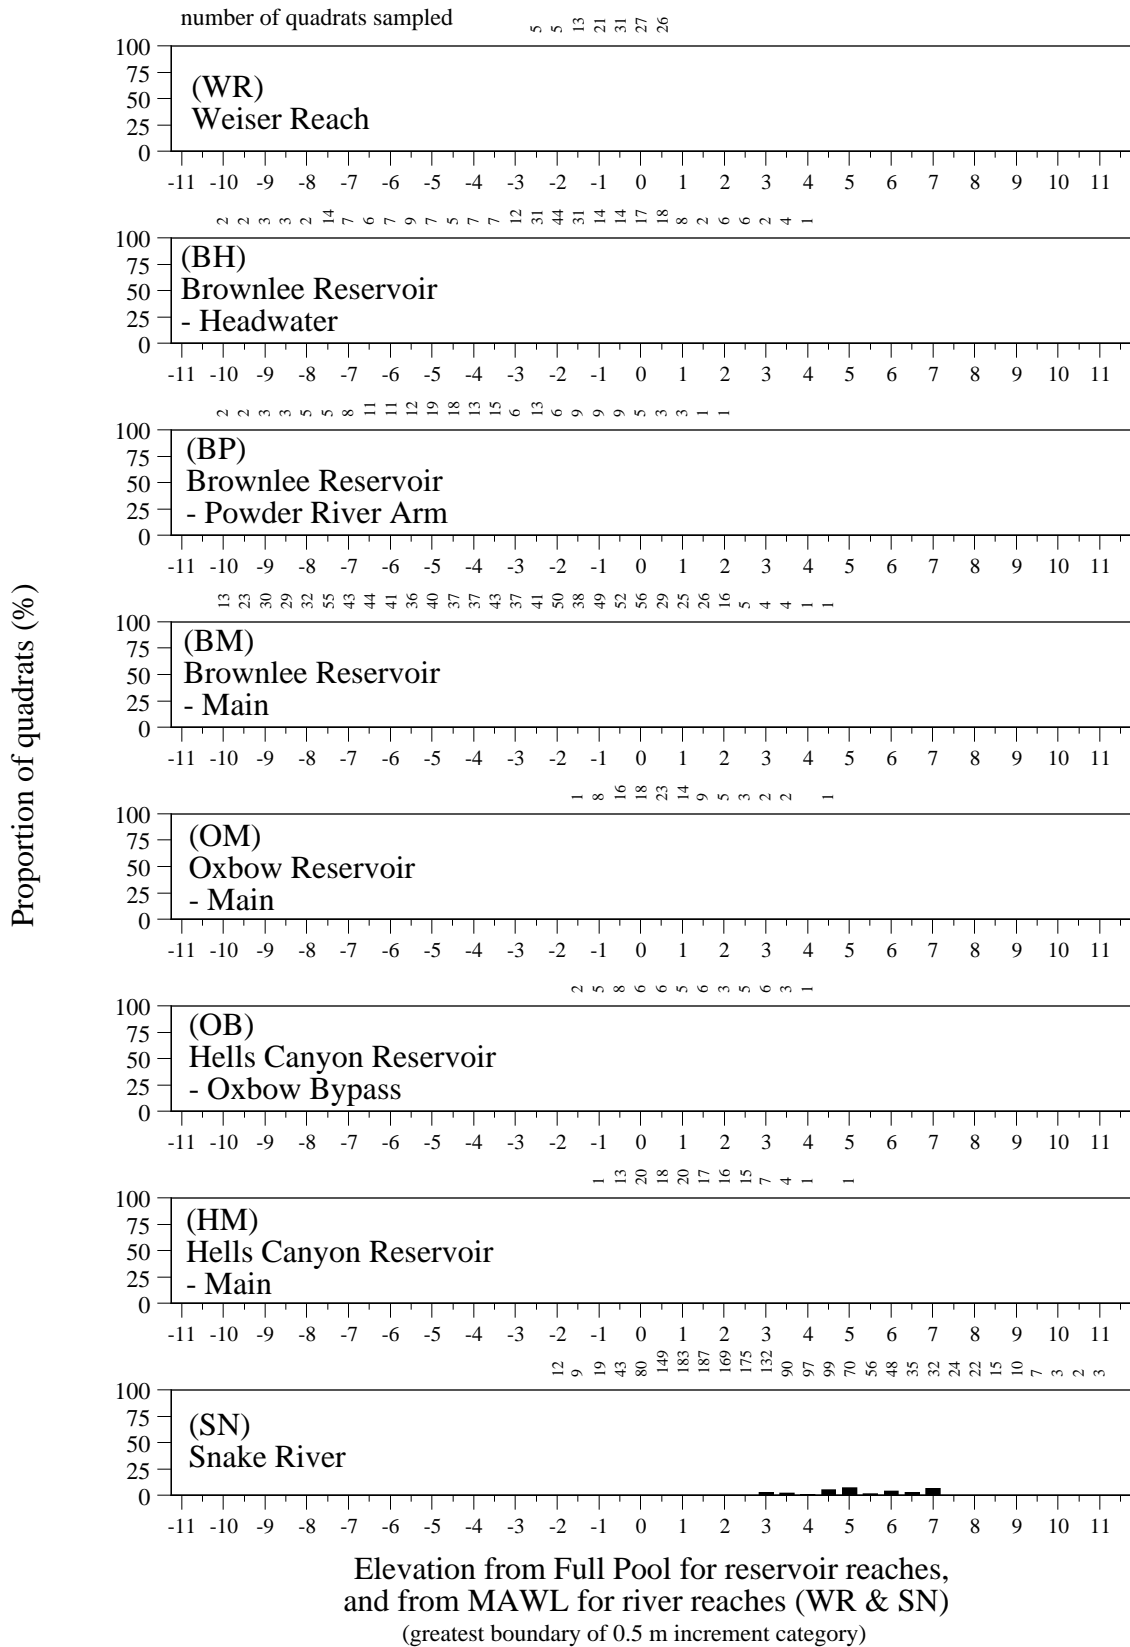 number of quadrats sampled
5 5 13 21 31 27 26
100
75
50
25
0
(WR)
Weiser Reach
-11 -10 -9 -8 -7 -6 -5 -4 -3 -2 -1 0 1 2 3 4 5 6 7 8 9 10 11
2 2 3 3 2 14 7 6 7 9 7 5 7 7 12 31 44 31 14 14 17 18 8 2 6 6 2 4 1
100
75
50
25
0
(BH)
Brownlee Reservoir
- Headwater
-11 -10 -9 -8 -7 -6 -5 -4 -3 -2 -1 0 1 2 3 4 5 6 7 8 9 10 11
2 2 3 3 5 5 8 11 11 12 19 18 13 15 6 13 6 9 9 9 5 3 3 1 1
100
75
50
25
0
(BP)
Brownlee Reservoir
- Powder River Arm
-11 -10 -9 -8 -7 -6 -5 -4 -3 -2 -1 0 1 2 3 4 5 6 7 8 9 10 11
13 23 30 29 32 55 43 44 41 36 40 37 37 43 37 41 50 38 49 52 56 29 25 26 16 5 4 4 1 1
100
75
50
25
0
(BM)
Brownlee Reservoir
- Main
-11 -10 -9 -8 -7 -6 -5 -4 -3 -2 -1 0 1 2 3 4 5 6 7 8 9 10 11
1 8 16 18 23 14 9 5 3 2 2 1
100
75
50
25
0
(OM)
Oxbow Reservoir
- Main
-11 -10 -9 -8 -7 -6 -5 -4 -3 -2 -1 0 1 2 3 4 5 6 7 8 9 10 11
2 5 8 6 6 5 6 3 5 6 3 1
100
75
50
25
0
(OB)
Hells Canyon Reservoir
- Oxbow Bypass
-11 -10 -9 -8 -7 -6 -5 -4 -3 -2 -1 0 1 2 3 4 5 6 7 8 9 10 11
1 13 20 18 20 17 16 15 7 4 1 1
100
75
50
25
0
(HM)
Hells Canyon Reservoir
- Main
-11 -10 -9 -8 -7 -6 -5 -4 -3 -2 -1 0 1 2 3 4 5 6 7 8 9 10 11
12 9 19 43 80 149 183 187 169 175 132 90 97 99 70 56 48 35 32 24 22 15 10 7 3 2 3
100
75
50
25
0
(SN)
Snake River
-11 -10 -9 -8 -7 -6 -5 -4 -3 -2 -1 0 1 2 3 4 5 6 7 8 9 10 11
Proportion of quadrats (%)
Elevation from Full Pool for reservoir reaches,
and from MAWL for river reaches (WR & SN)
(greatest boundary of 0.5 m increment category)